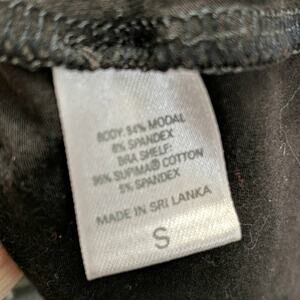 BODY: 94% MODAL
6% SPANDEX
BRA SHELF:
95% SUPIMA® COTTON
5% SPANDEX
MADE IN SRI LANKA
S